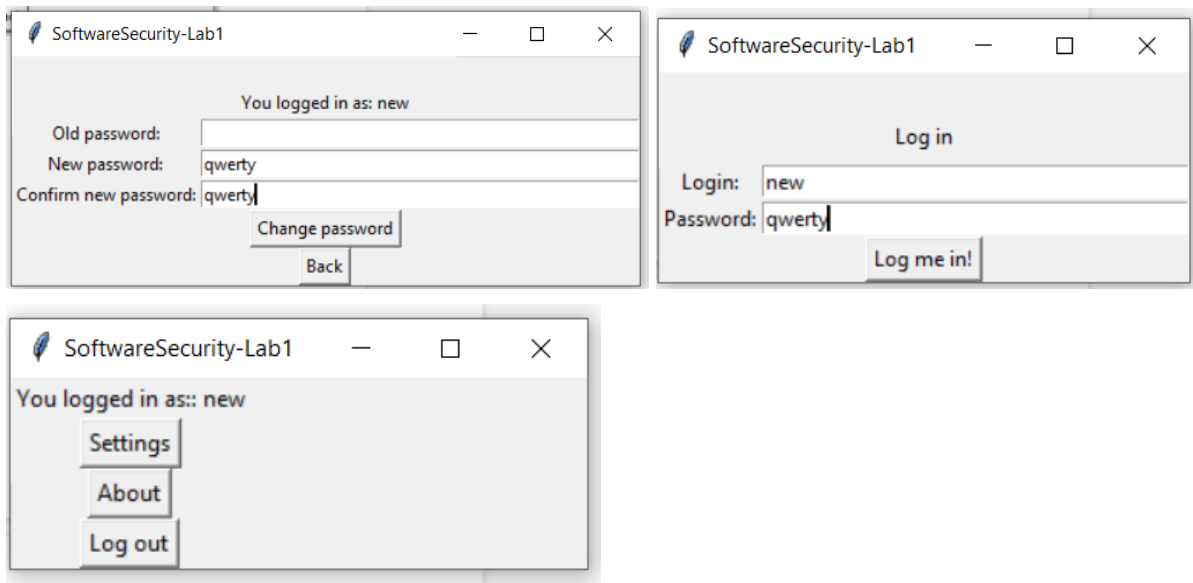 SoftwareSecurity-Lab1
You logged in as: new
Old password:
New password: qwerty
Confirm new password: qwerty
Change password
Back
SoftwareSecurity-Lab1
Log in
Login: new
Password: qwerty
Log me in!
SoftwareSecurity-Lab1
You logged in as:: new
Settings
About
Log out